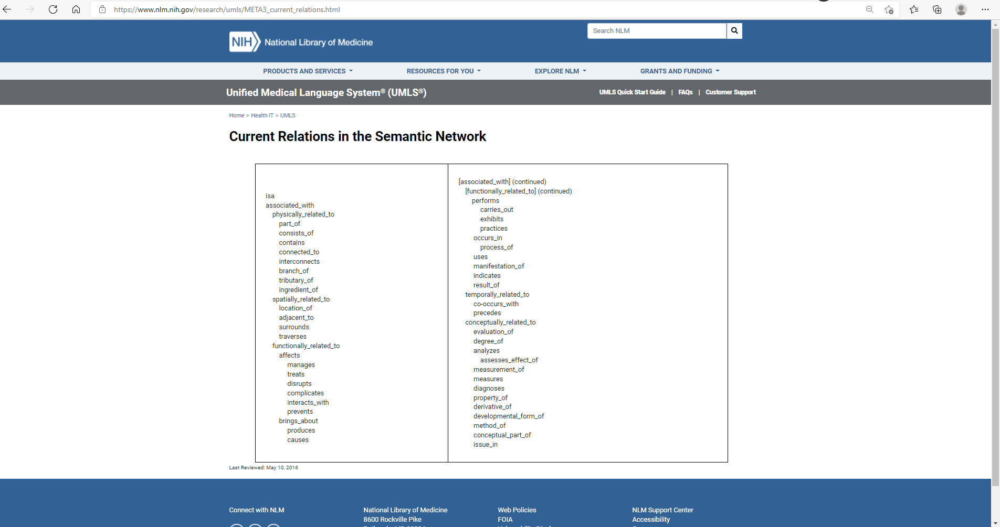 https://www.nlm.nih.gov/research/umls/META3_current_relations.html
NIH National Library of Medicine
Search NLM
PRODUCTS AND SERVICES RESOURCES FOR YOU EXPLORE NLM GRANTS AND FUNDING
Unified Medical Language System® (UMLS®)
UMLS Quick Start Guide | FAQs | Customer Support
Home > Health IT > UMLS
Current Relations in the Semantic Network
isa
associated_with
physically_related_to
part_of
consists_of
contains
connected_to
interconnects
branch_of
tributary_of
ingredient_of
spatially_related_to
location_of
adjacent_to
surrounds
traverses
functionally_related_to
affects
manages
treats
disrupts
complicates
interacts_with
prevents
brings_about
produces
causes
[associated_with] (continued)
[functionally_related_to] (continued)
performs
carries_out
exhibits
practices
occurs_in
process_of
uses
manifestation_of
indicates
result_of
temporally_related_to
co-occurs_with
precedes
conceptually_related_to
evaluation_of
degree_of
analyzes
assesses_effect_of
measurement_of
measures
diagnoses
property_of
derivative_of
developmental_form_of
method_of
conceptual_part_of
issue_in
Last Reviewed: May 10, 2016
Connect with NLM
National Library of Medicine
8600 Rockville Pike
Web Policies
FOIA
NLM Support Center
Accessibility